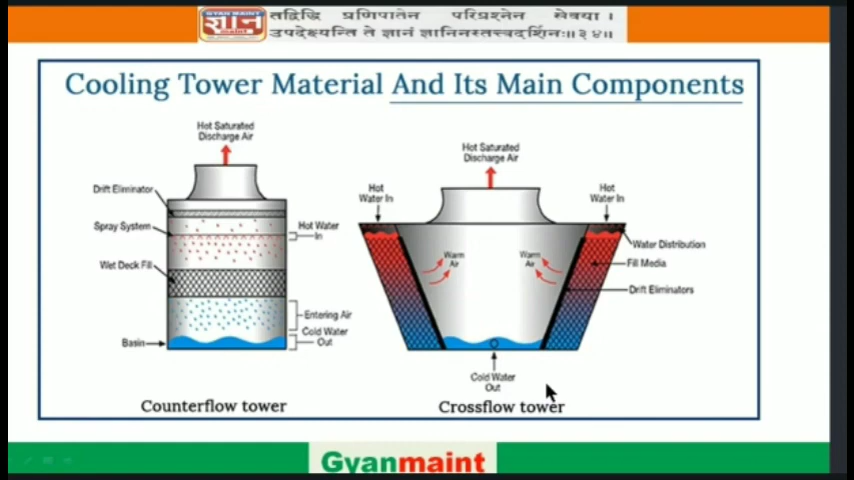 GYAN MAINT
ज्ञान
maint
तद्विद्धि प्रणिपातेन परिप्रश्नेन सेवया ।
उपदेक्ष्यन्ति ते ज्ञानं ज्ञानिनस्तत्त्वदर्शिनः॥३४॥
Cooling Tower Material And Its Main Components
Hot Saturated
Discharge Air
Drift Eliminator
Spray System
Hot Water
In
Wet Deck Fill
Entering Air
Cold Water
Out
Basin
Counterflow tower
Hot Saturated
Discharge Air
Hot
Water In
Hot
Water In
Water Distribution
Warm
Air
Warm
Air
Fill Media
Drift Eliminators
Cold Water
Out
Crossflow tower
Gyanmaint